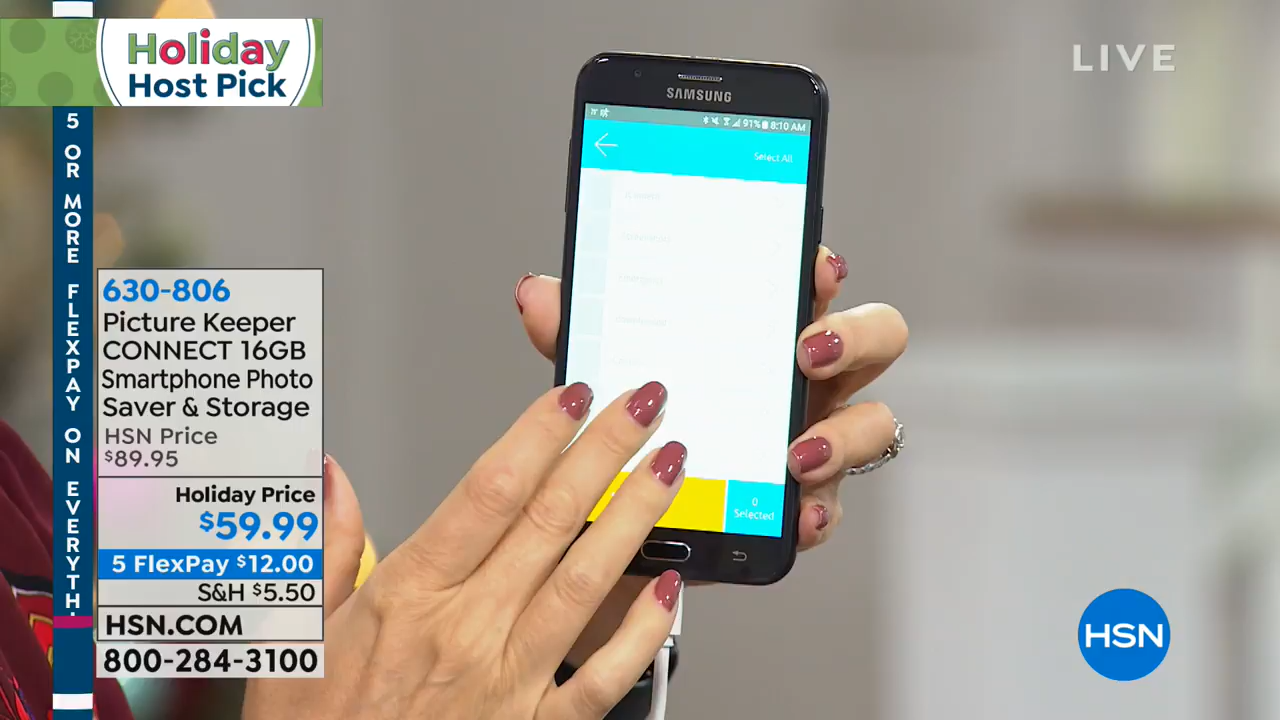 Holiday
Host Pick
LIVE
5 OR MORE FLEXPAY ON EVERYTH
SAMSUNG
91% 8:10 AM
Select All
0
Selected
630-806
Picture Keeper
CONNECT 16GB
Smartphone Photo
Saver & Storage
HSN Price
$89.95
Holiday Price
$59.99
5 FlexPay $12.00
S&H $5.50
HSN.COM
800-284-3100
HSN